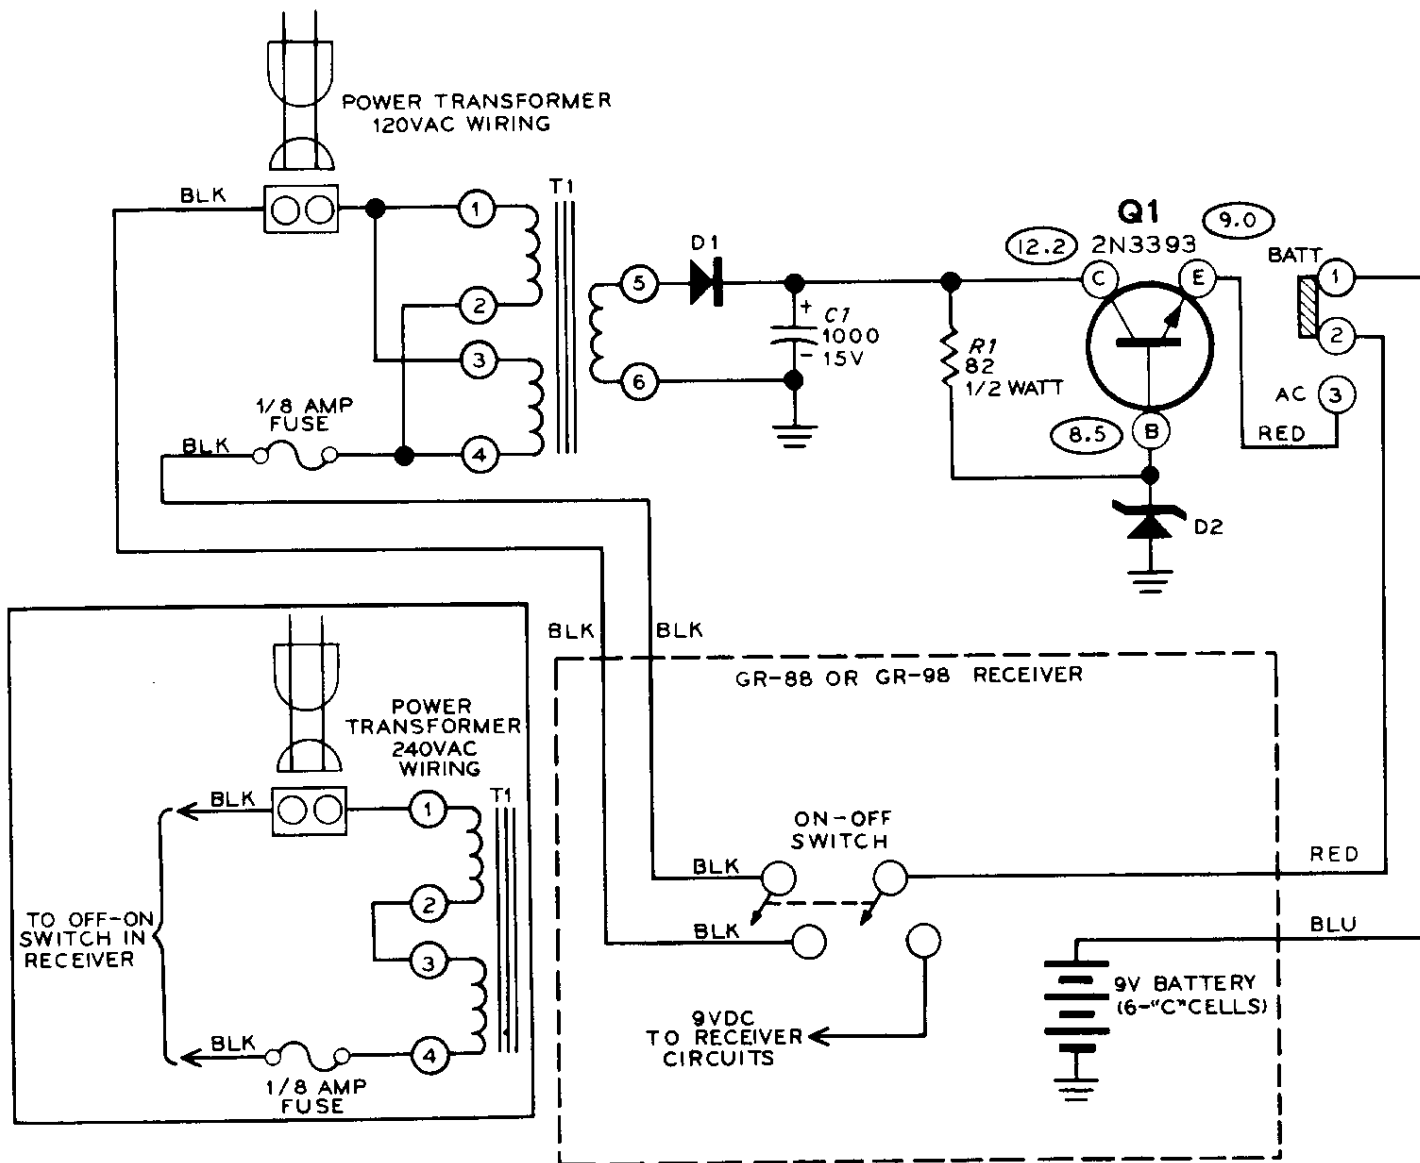 POWER TRANSFORMER
120VAC WIRING
BLK
1
T1
2
3
4
1/8 AMP
FUSE
BLK
5
6
D1
+
C1
1000
-
15V
R1
82
1/2 WATT
Q1
2N3393
12.2
9.0
C
E
B
8.5
D2
BATT
1
2
AC
3
RED
BLK
BLK
GR-88 OR GR-98 RECEIVER
POWER
TRANSFORMER
240VAC
WIRING
BLK
1
T1
2
3
4
TO OFF-ON
SWITCH IN
RECEIVER
BLK
1/8 AMP
FUSE
ON-OFF
SWITCH
BLK
BLK
RED
BLU
9VDC
TO RECEIVER
CIRCUITS
9V BATTERY
(6-"C"CELLS)